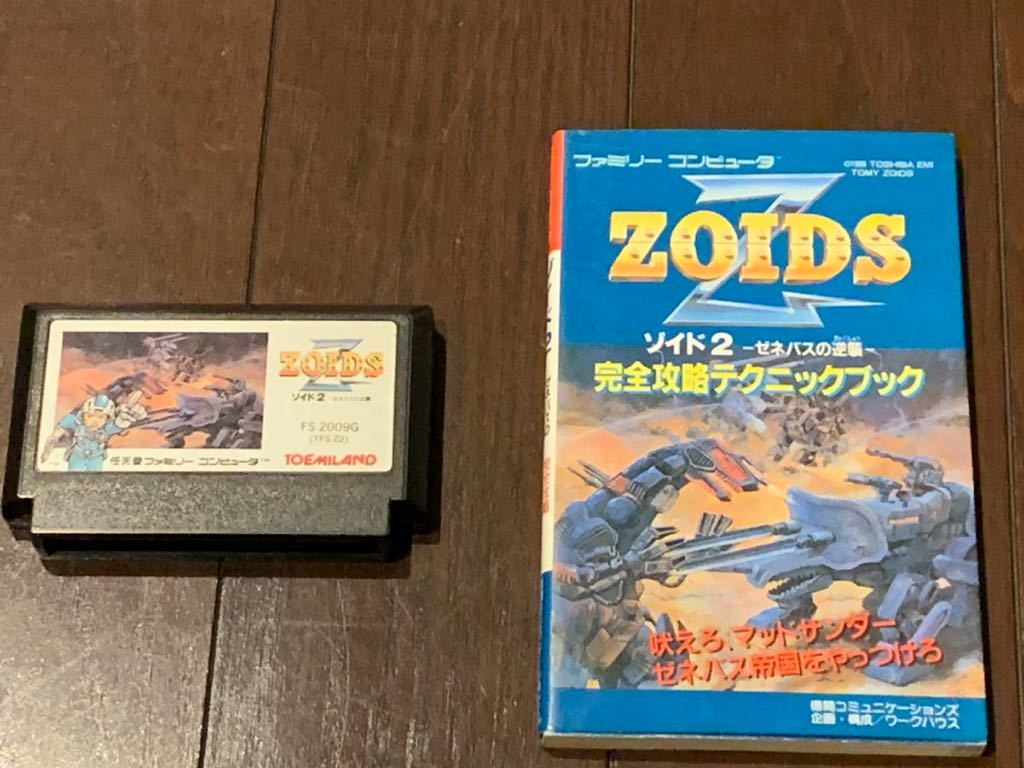 ZOIDS
ソイド2
FS 2009G
(TFS-Z2)
任天堂ファミリー コンピュータ™
TOEMILAND
ファミリー コンピュータ™
TOSHIBA EMI
TOMY ZOIDS
ZOIDS
ゾイド2 -ゼネバスの逆襲-
完全攻略テクニックブック
吠えろ、マッドサンダー
ゼネバス帝国をやっつけろ
コミュニケーションズ
企画・構成／ワークハウス